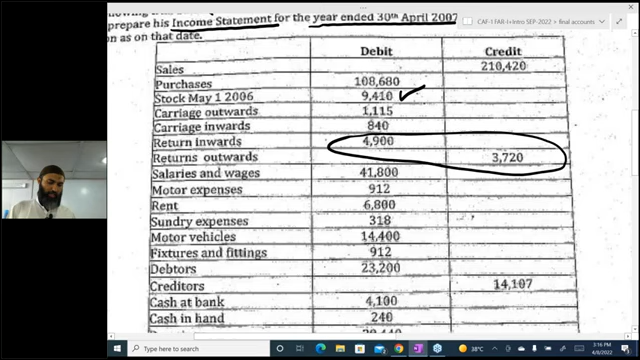 CAF-1 FAR-I+Intro SEP-2022 > final accounts
prepare his Income Statement for the year ended 30th April 2007
on as on that date.
Debit Credit
Sales 210,420
Purchases 108,680
Stock May 1 2006 9,410
Carriage outwards 1,115
Carriage inwards 840
Return inwards 4,900
Returns outwards 3,720
Salaries and wages 41,800
Motor expenses 912
Rent 6,800
Sundry expenses 318
Motor vehicles 14,400
Fixtures and fittings 912
Debtors 23,200
Creditors 14,107
Cash at bank 4,100
Cash in hand 240
Type here to search
38°C
3:16 PM
4/8/2022